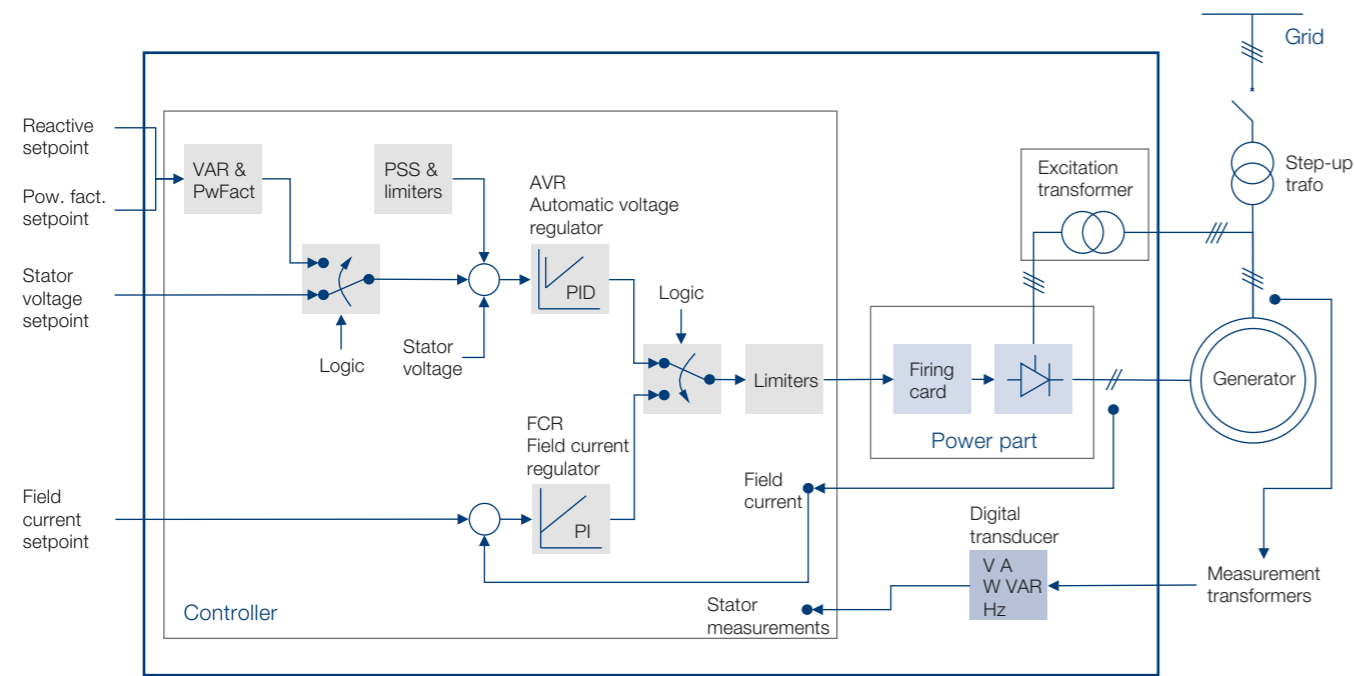 Grid
Reactive
setpoint
Pow. fact.
setpoint
VAR &
PwFact
PSS &
limiters
AVR
Automatic voltage
regulator
Excitation
transformer
Step-up
trafo
Stator
voltage
setpoint
Logic
Stator
voltage
PID
Logic
Limiters
Firing
card
Power part
Generator
FCR
Field current
regulator
PI
Field
current
setpoint
Field
current
Digital
transducer
V A
W VAR
Hz
Measurement
transformers
Stator
measurements
Controller